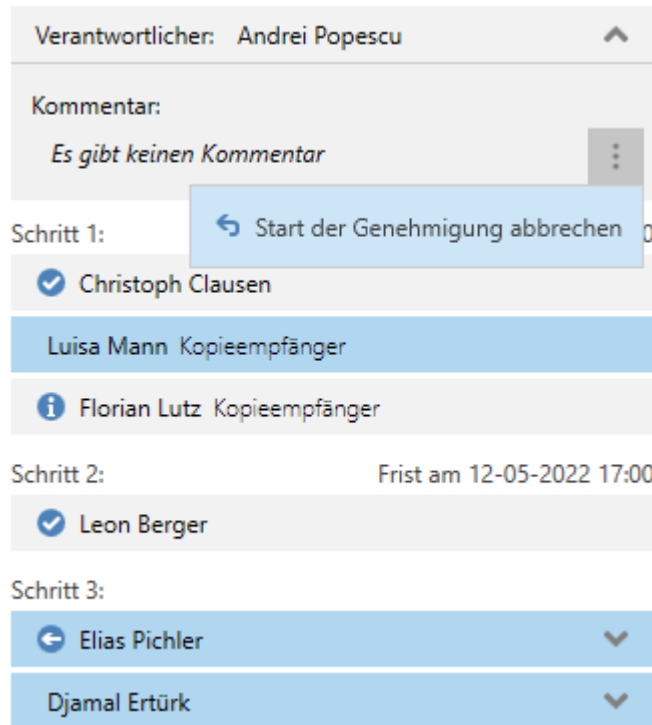 Verantwortlicher: Andrei Popescu
Kommentar:
Es gibt keinen Kommentar
Start der Genehmigung abbrechen
Schritt 1:
Christoph Clausen
Luisa Mann Kopieempfänger
Florian Lutz Kopieempfänger
Schritt 2: Frist am 12-05-2022 17:00
Leon Berger
Schritt 3:
Elias Pichler
Djamal Ertürk